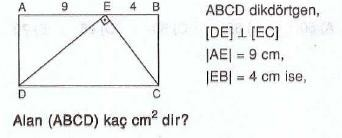 A 9 E 4 B
D C
ABCD dikdörtgen,
[DE] ⊥ [EC]
|AE| = 9 cm,
|EB| = 4 cm ise,
Alan (ABCD) kaç cm² dir?